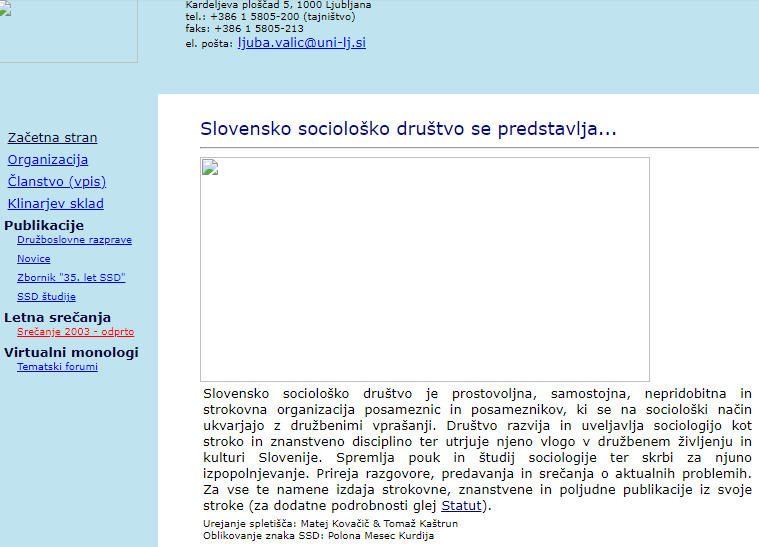 Kardeljeva ploščad 5, 1000 Ljubljana
tel.: +386 1 5805-200 (tajništvo)
faks: +386 1 5805-213
el. pošta: ljuba.valic@uni-lj.si
Začetna stran
Organizacija
Članstvo (vpis)
Klinarjev sklad
Publikacije
Družboslovne razprave
Novice
Zbornik "35. let SSD"
SSD študije
Letna srečanja
Srečanje 2003 - odprto
Virtualni monologi
Tematski forumi
Slovensko sociološko društvo se predstavlja...
Slovensko sociološko društvo je prostovoljna, samostojna, nepridobitna in
strokovna organizacija posameznic in posameznikov, ki se na sociološki način
ukvarjajo z družbenimi vprašanji. Društvo razvija in uveljavlja sociologijo kot
stroko in znanstveno disciplino ter utrjuje njeno vlogo v družbenem življenju in
kulturi Slovenije. Spremlja pouk in študij sociologije ter skrbi za njuno
izpopolnjevanje. Prireja razgovore, predavanja in srečanja o aktualnih problemih.
Za vse te namene izdaja strokovne, znanstvene in poljudne publikacije iz svoje
stroke (za dodatne podrobnosti glej Statut).
Urejanje spletišča: Matej Kovačič & Tomaž Kaštrun
Oblikovanje znaka SSD: Polona Mesec Kurdija